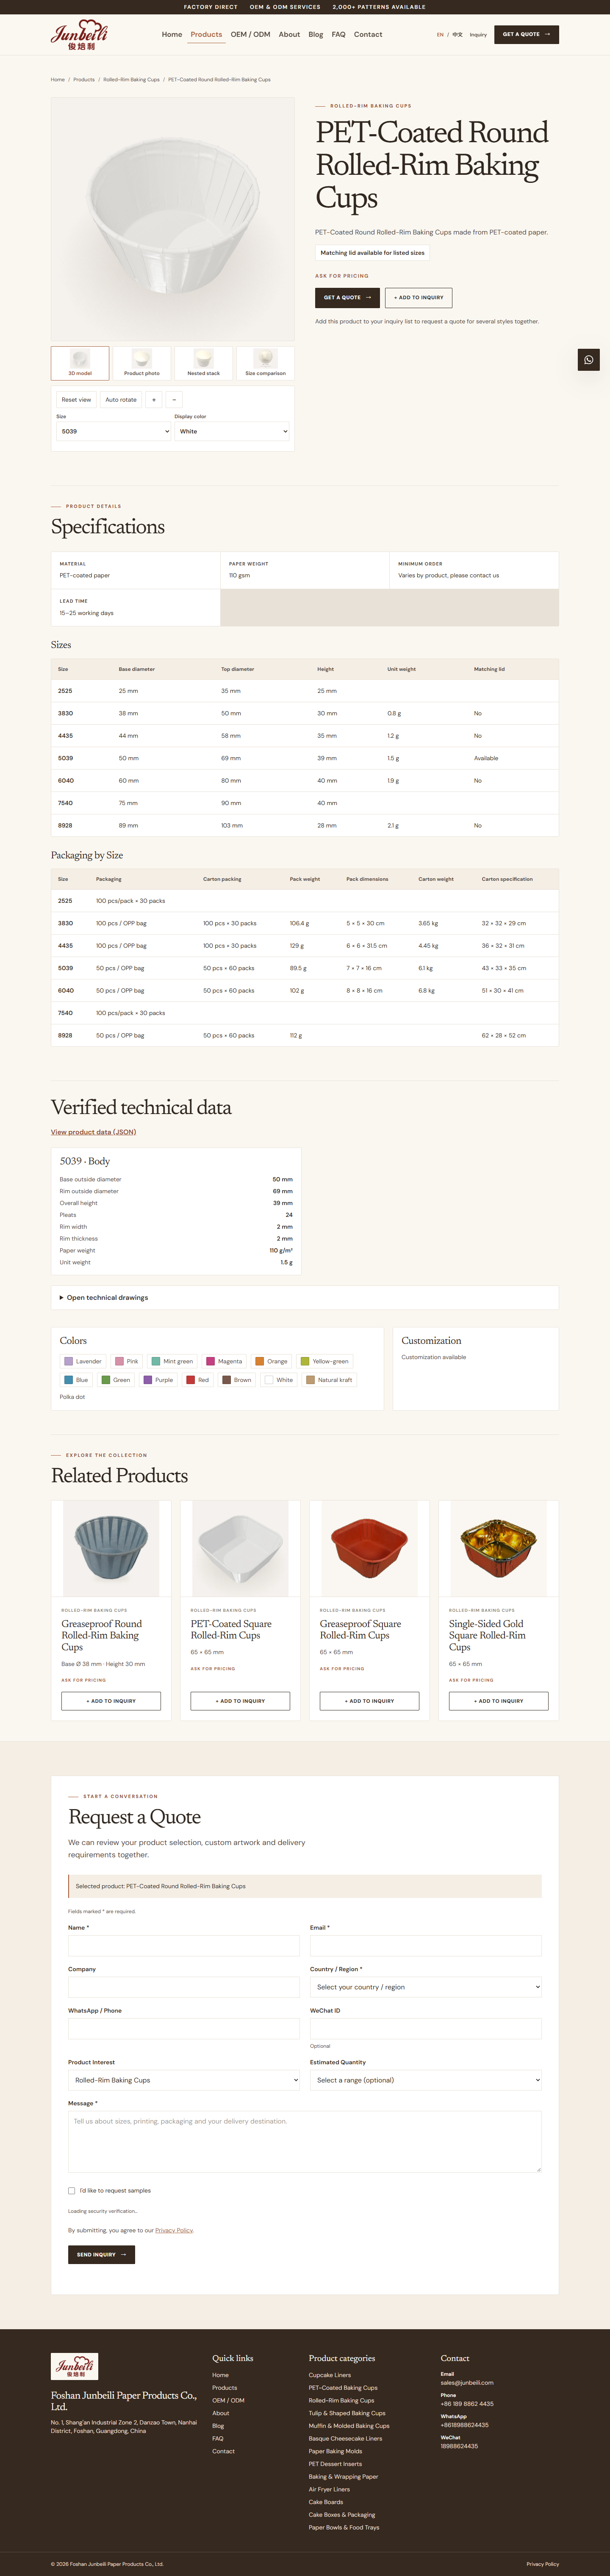 FACTORY DIRECT OEM & ODM SERVICES 2,000+ PATTERNS AVAILABLE
Junbeili
俊焙利
Home Products OEM / ODM About Blog FAQ Contact EN / 中文 Inquiry GET A QUOTE →
Home / Products / Rolled-Rim Baking Cups / PET-Coated Round Rolled-Rim Baking Cups
ROLLED-RIM BAKING CUPS
PET-Coated Round
Rolled-Rim Baking
Cups
PET-Coated Round Rolled-Rim Baking Cups made from PET-coated paper.
Matching lid available for listed sizes
ASK FOR PRICING
GET A QUOTE →
+ ADD TO INQUIRY
Add this product to your inquiry list to request a quote for several styles together.
3D model Product photo Nested stack Size comparison
Reset view Auto rotate + −
Size Display color
5039 White
PRODUCT DETAILS
Specifications
MATERIAL PAPER WEIGHT MINIMUM ORDER
PET-coated paper 110 gsm Varies by product, please contact us
LEAD TIME
15–25 working days
Sizes
Size Base diameter Top diameter Height Unit weight Matching lid
2525 25 mm 35 mm 25 mm
3830 38 mm 50 mm 30 mm 0.8 g No
4435 44 mm 58 mm 35 mm 1.2 g No
5039 50 mm 69 mm 39 mm 1.5 g Available
6040 60 mm 80 mm 40 mm 1.9 g No
7540 75 mm 90 mm 40 mm
8928 89 mm 103 mm 28 mm 2.1 g No
Packaging by Size
Size Packaging Carton packing Pack weight Pack dimensions Carton weight Carton specification
2525 100 pcs/pack × 30 packs
3830 100 pcs / OPP bag 100 pcs × 30 packs 106.4 g 5 × 5 × 30 cm 3.65 kg 32 × 32 × 29 cm
4435 100 pcs / OPP bag 100 pcs × 30 packs 129 g 6 × 6 × 31.5 cm 4.45 kg 36 × 32 × 31 cm
5039 50 pcs / OPP bag 50 pcs × 60 packs 89.5 g 7 × 7 × 16 cm 6.1 kg 43 × 33 × 35 cm
6040 50 pcs / OPP bag 50 pcs × 60 packs 102 g 8 × 8 × 16 cm 6.8 kg 51 × 30 × 41 cm
7540 100 pcs/pack × 30 packs
8928 50 pcs / OPP bag 50 pcs × 60 packs 112 g 62 × 28 × 52 cm
Verified technical data
View product data (JSON)
5039 · Body
Base outside diameter 50 mm
Rim outside diameter 69 mm
Overall height 39 mm
Pleats 24
Rim width 2 mm
Rim thickness 2 mm
Paper weight 110 g/m²
Unit weight 1.5 g
▶ Open technical drawings
Colors
Lavender Pink Mint green Magenta Orange Yellow-green
Blue Green Purple Red Brown White Natural kraft
Polka dot
Customization
Customization available
EXPLORE THE COLLECTION
Related Products
ROLLED-RIM BAKING CUPS
Greaseproof Round
Rolled-Rim Baking
Cups
Base Ø 38 mm · Height 30 mm
ASK FOR PRICING
+ ADD TO INQUIRY
ROLLED-RIM BAKING CUPS
PET-Coated Square
Rolled-Rim Cups
65 × 65 mm
ASK FOR PRICING
+ ADD TO INQUIRY
ROLLED-RIM BAKING CUPS
Greaseproof Square
Rolled-Rim Cups
65 × 65 mm
ASK FOR PRICING
+ ADD TO INQUIRY
ROLLED-RIM BAKING CUPS
Single-Sided Gold
Square Rolled-Rim
Cups
65 × 65 mm
ASK FOR PRICING
+ ADD TO INQUIRY
START A CONVERSATION
Request a Quote
We can review your product selection, custom artwork and delivery
requirements together.
Selected product: PET-Coated Round Rolled-Rim Baking Cups
Fields marked * are required.
Name * Email *
Company Country / Region *
Select your country / region
WhatsApp / Phone WeChat ID
Optional
Product Interest Estimated Quantity
Rolled-Rim Baking Cups Select a range (optional)
Message *
Tell us about sizes, printing, packaging and your delivery destination.
I'd like to request samples
Loading security verification…
By submitting, you agree to our Privacy Policy.
SEND INQUIRY →
Junbeili
俊焙利
Foshan Junbeili Paper Products Co.,
Ltd.
No. 1, Shang'an Industrial Zone 2, Danzao Town, Nanhai
District, Foshan, Guangdong, China
Quick links
Home
Products
OEM / ODM
About
Blog
FAQ
Contact
Product categories
Cupcake Liners
PET-Coated Baking Cups
Rolled-Rim Baking Cups
Tulip & Shaped Baking Cups
Muffin & Molded Baking Cups
Basque Cheesecake Liners
Paper Baking Molds
PET Dessert Inserts
Baking & Wrapping Paper
Air Fryer Liners
Cake Boards
Cake Boxes & Packaging
Paper Bowls & Food Trays
Contact
Email
sales@junbeili.com
Phone
+86 189 8862 4435
WhatsApp
+8618988624435
WeChat
18988624435
© 2026 Foshan Junbeili Paper Products Co., Ltd. Privacy Policy